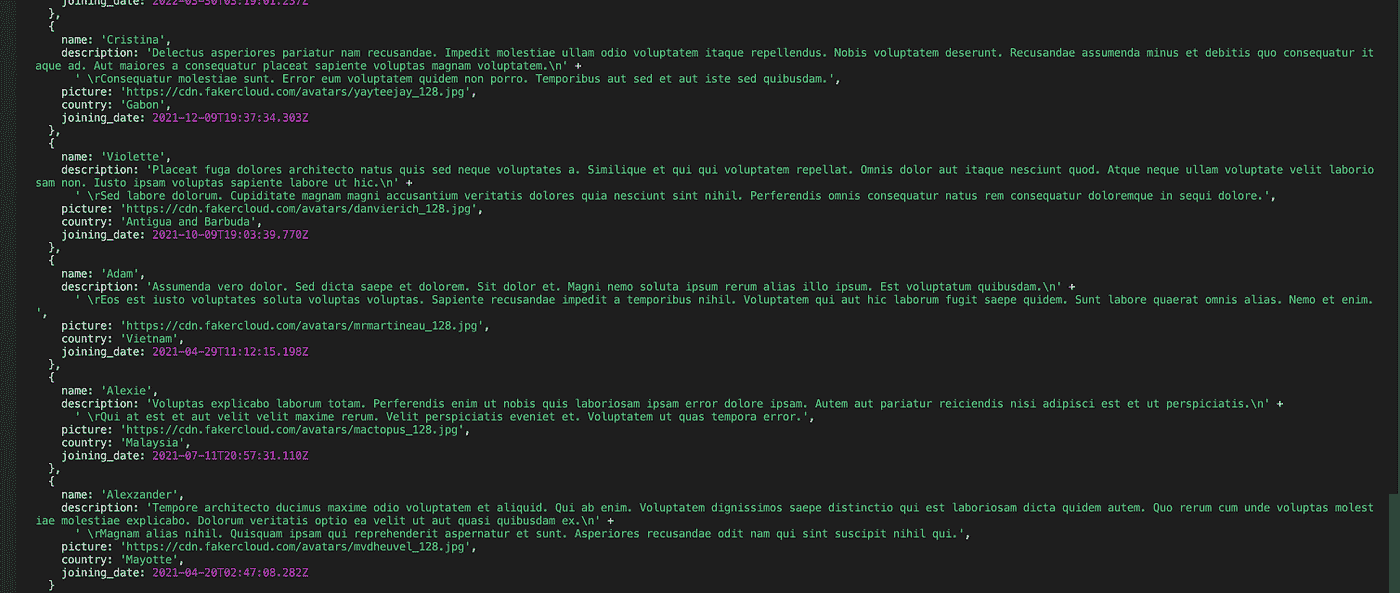 joining_date: 2022-03-30T03:19:01.237Z
},
{
name: 'Cristina',
description: 'Delectus asperiores pariatur nam recusandae. Impedit molestiae ullam odio voluptatem itaque repellendus. Nobis voluptatem deserunt. Recusandae assumenda minus et debitis quo consequatur it
aque ad. Aut maiores a consequatur placeat sapiente voluptas magnam voluptatem.\n' +
' \rConsequatur molestiae sunt. Error eum voluptatem quidem non porro. Temporibus aut sed et aut iste sed quibusdam.',
picture: 'https://cdn.fakercloud.com/avatars/yayteejay_128.jpg',
country: 'Gabon',
joining_date: 2021-12-09T19:37:34.303Z
},
{
name: 'Violette',
description: 'Placeat fuga dolores architecto natus quis sed neque voluptates a. Similique et qui qui voluptatem repellat. Omnis dolor aut itaque nesciunt quod. Atque neque ullam voluptate velit laborio
sam non. Iusto ipsam voluptas sapiente labore ut hic.\n' +
' \rSed labore dolorum. Cupiditate magnam magni accusantium veritatis dolores quia nesciunt sint nihil. Perferendis omnis consequatur natus rem consequatur doloremque in sequi dolore.',
picture: 'https://cdn.fakercloud.com/avatars/danvierich_128.jpg',
country: 'Antigua and Barbuda',
joining_date: 2021-10-09T19:03:39.770Z
},
{
name: 'Adam',
description: 'Assumenda vero dolor. Sed dicta saepe et dolorem. Sit dolor et. Magni nemo soluta ipsum rerum alias illo ipsum. Est voluptatum quibusdam.\n' +
' \rEos est iusto voluptates soluta voluptas voluptas. Sapiente recusandae impedit a temporibus nihil. Voluptatem qui aut hic laborum fugit saepe quidem. Sunt labore quaerat omnis alias. Nemo et enim.
',
picture: 'https://cdn.fakercloud.com/avatars/mrmartineau_128.jpg',
country: 'Vietnam',
joining_date: 2021-04-29T11:12:15.198Z
},
{
name: 'Alexie',
description: 'Voluptas explicabo laborum totam. Perferendis enim ut nobis quis laboriosam ipsam error dolore ipsam. Autem aut pariatur reiciendis nisi adipisci est et ut perspiciatis.\n' +
' \rQui at est et aut velit velit maxime rerum. Velit perspiciatis eveniet et. Voluptatem ut quas tempora error.',
picture: 'https://cdn.fakercloud.com/avatars/mactopus_128.jpg',
country: 'Malaysia',
joining_date: 2021-07-11T20:57:31.110Z
},
{
name: 'Alexzander',
description: 'Tempore architecto ducimus maxime odio voluptatem et aliquid. Qui ab enim. Voluptatem dignissimos saepe distinctio qui est laboriosam dicta quidem autem. Quo rerum cum unde voluptas molest
iae molestiae explicabo. Dolorum veritatis optio ea velit ut aut quasi quibusdam ex.\n' +
' \rMagnam alias nihil. Quisquam ipsam qui reprehenderit aspernatur et sunt. Asperiores recusandae odit nam qui sint suscipit nihil qui.',
picture: 'https://cdn.fakercloud.com/avatars/mvdheuvel_128.jpg',
country: 'Mayotte',
joining_date: 2021-04-20T02:47:08.282Z
}